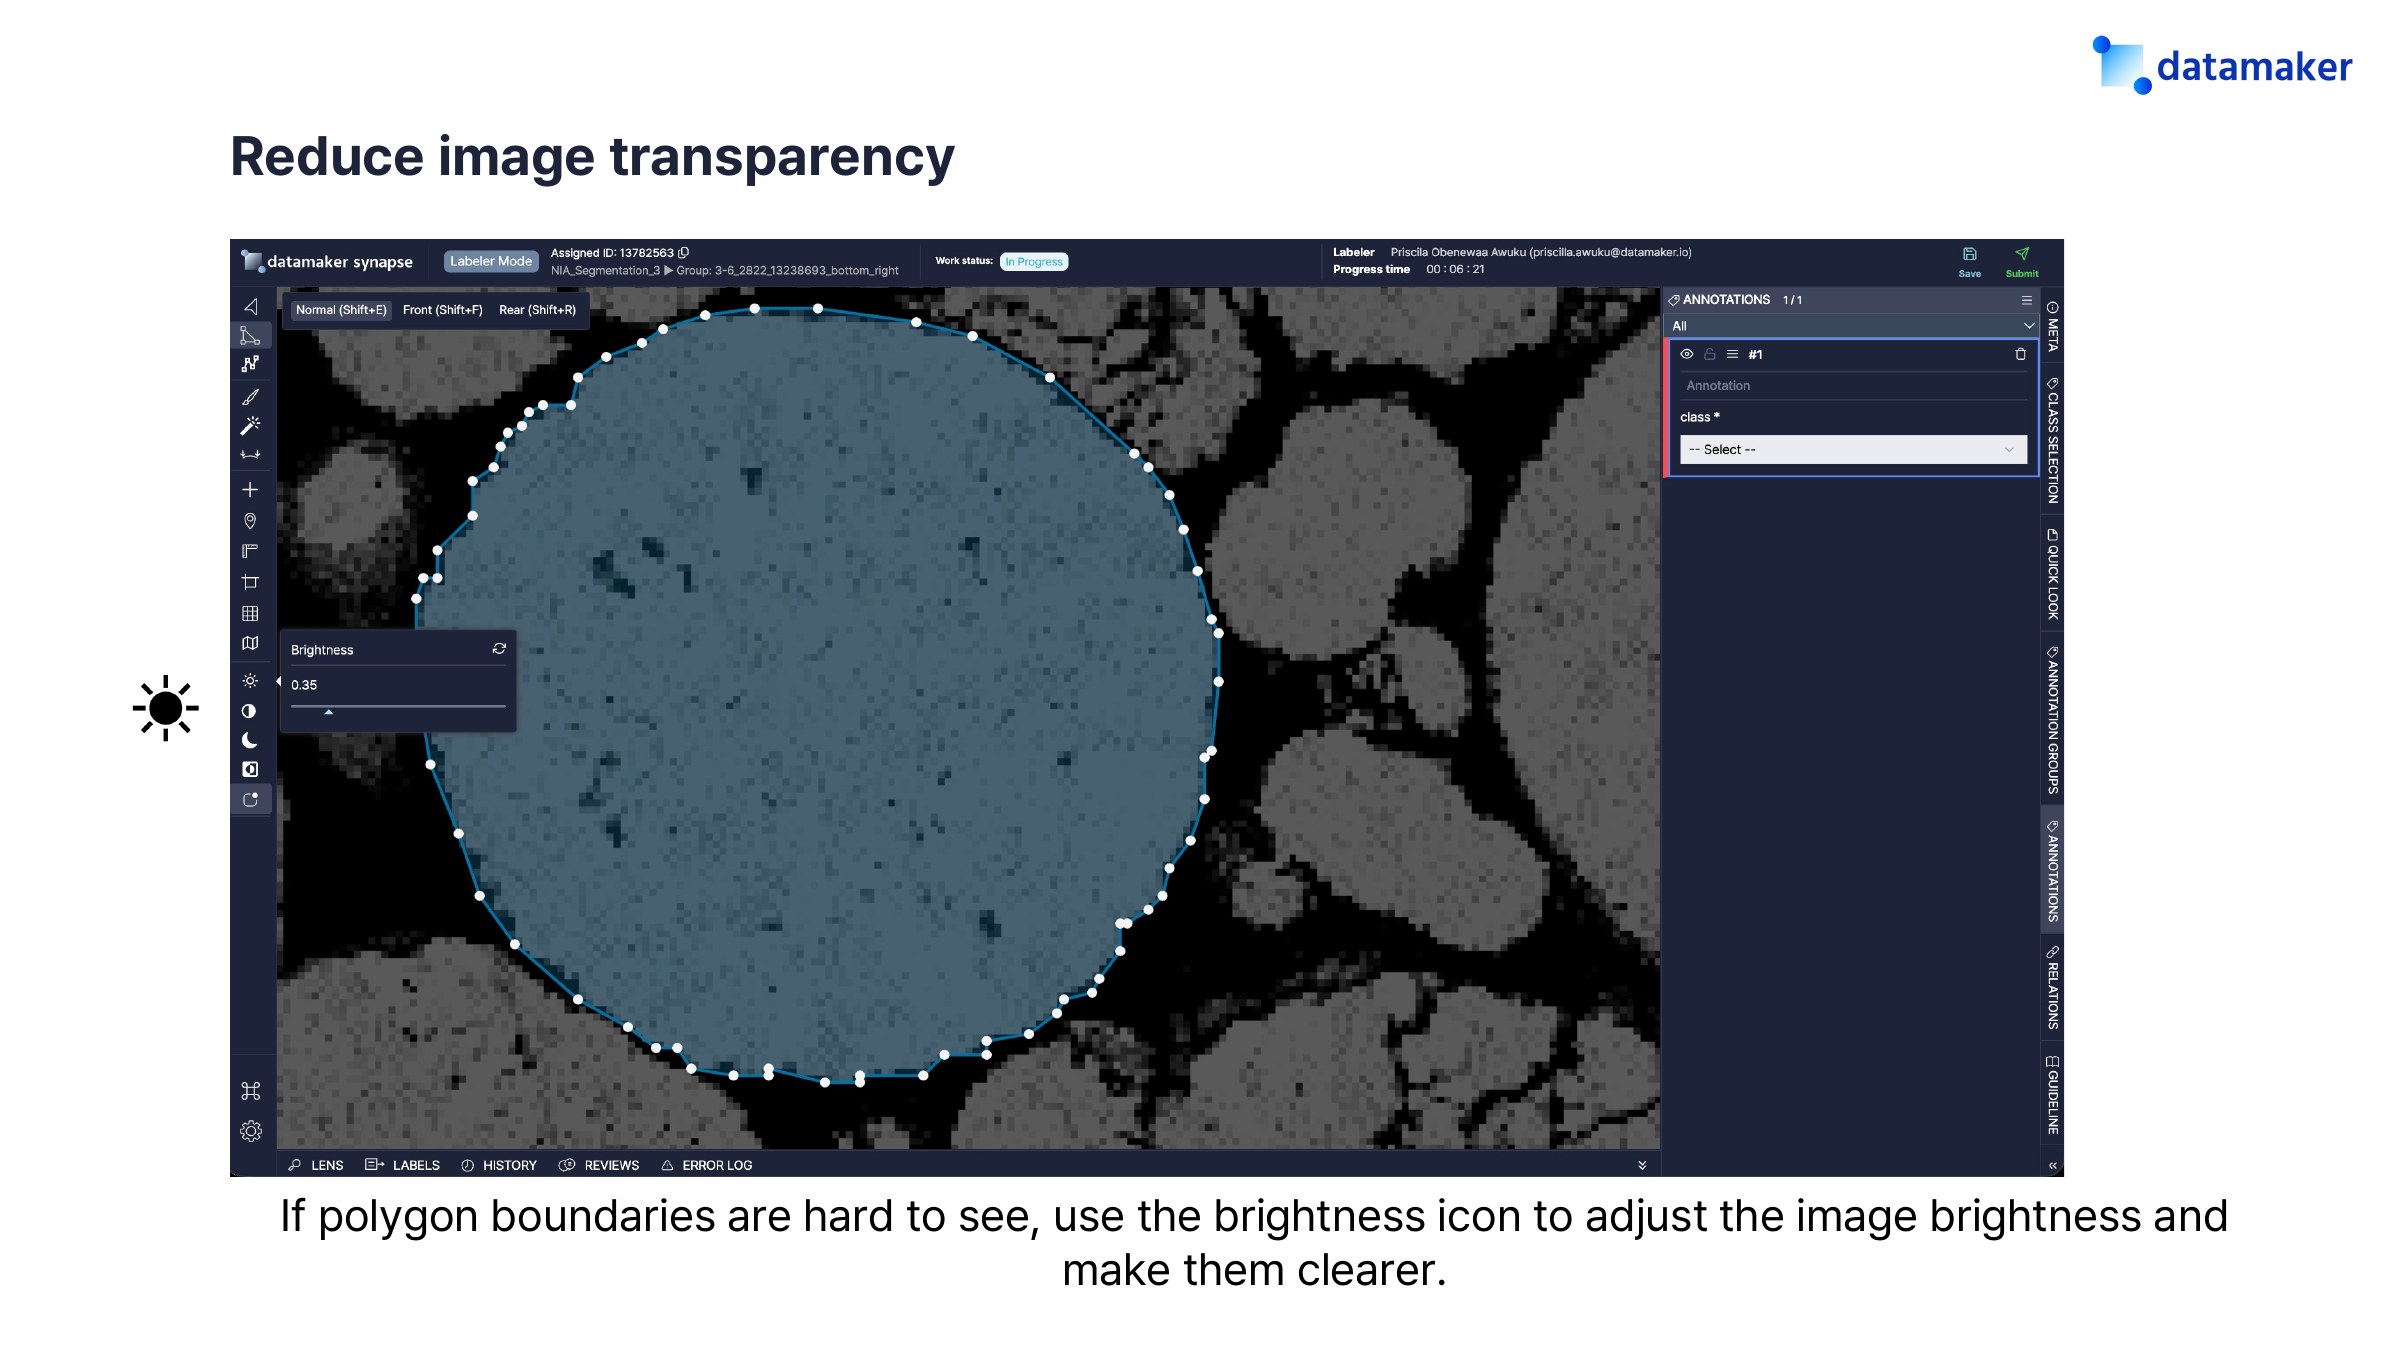 datamaker
Reduce image transparency
datamaker synapse
Labeler Mode
Assigned ID: 13782563
NIA_Segmentation_3 ▶ Group: 3-6_2822_13238693_bottom_right
Work status: In Progress
Labeler Priscila Obenewaa Awuku (priscilla.awuku@datamaker.io)
Progress time 00 : 06 : 21
Save
Submit
Normal (Shift+E) Front (Shift+F) Rear (Shift+R)
Brightness
0.35
ANNOTATIONS 1 / 1
All
#1
Annotation
class *
-- Select --
META
CLASS SELECTION
QUICK LOOK
ANNOTATION GROUPS
ANNOTATIONS
RELATIONS
GUIDELINE
LENS LABELS HISTORY REVIEWS ERROR LOG
If polygon boundaries are hard to see, use the brightness icon to adjust the image brightness and
make them clearer.